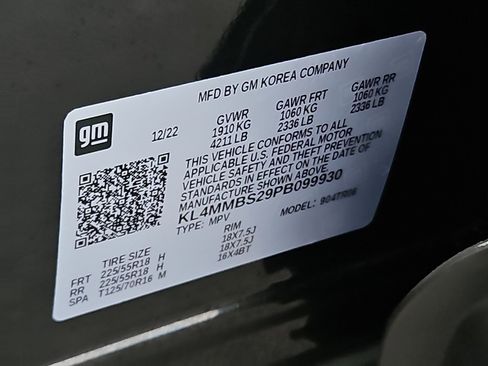 gm
MFD BY GM KOREA COMPANY
12/22
GVWR GAWR FRT GAWR RR
1910 KG 1060 KG 1060 KG
4211 LB 2336 LB 2336 LB
THIS VEHICLE CONFORMS TO ALL
APPLICABLE U.S. FEDERAL MOTOR
VEHICLE SAFETY AND THEFT PREVENTION
STANDARDS IN EFFECT ON THE DATE OF
MANUFACTURE SHOWN ABOVE
KL4MMBS29PB099930
TYPE: MPV MODEL: 904TR06
TIRE SIZE RIM
FRT 225/55R18 H 18X7.5J
RR 225/55R18 H 18X7.5J
SPA T125/70R16 M 16X4BT